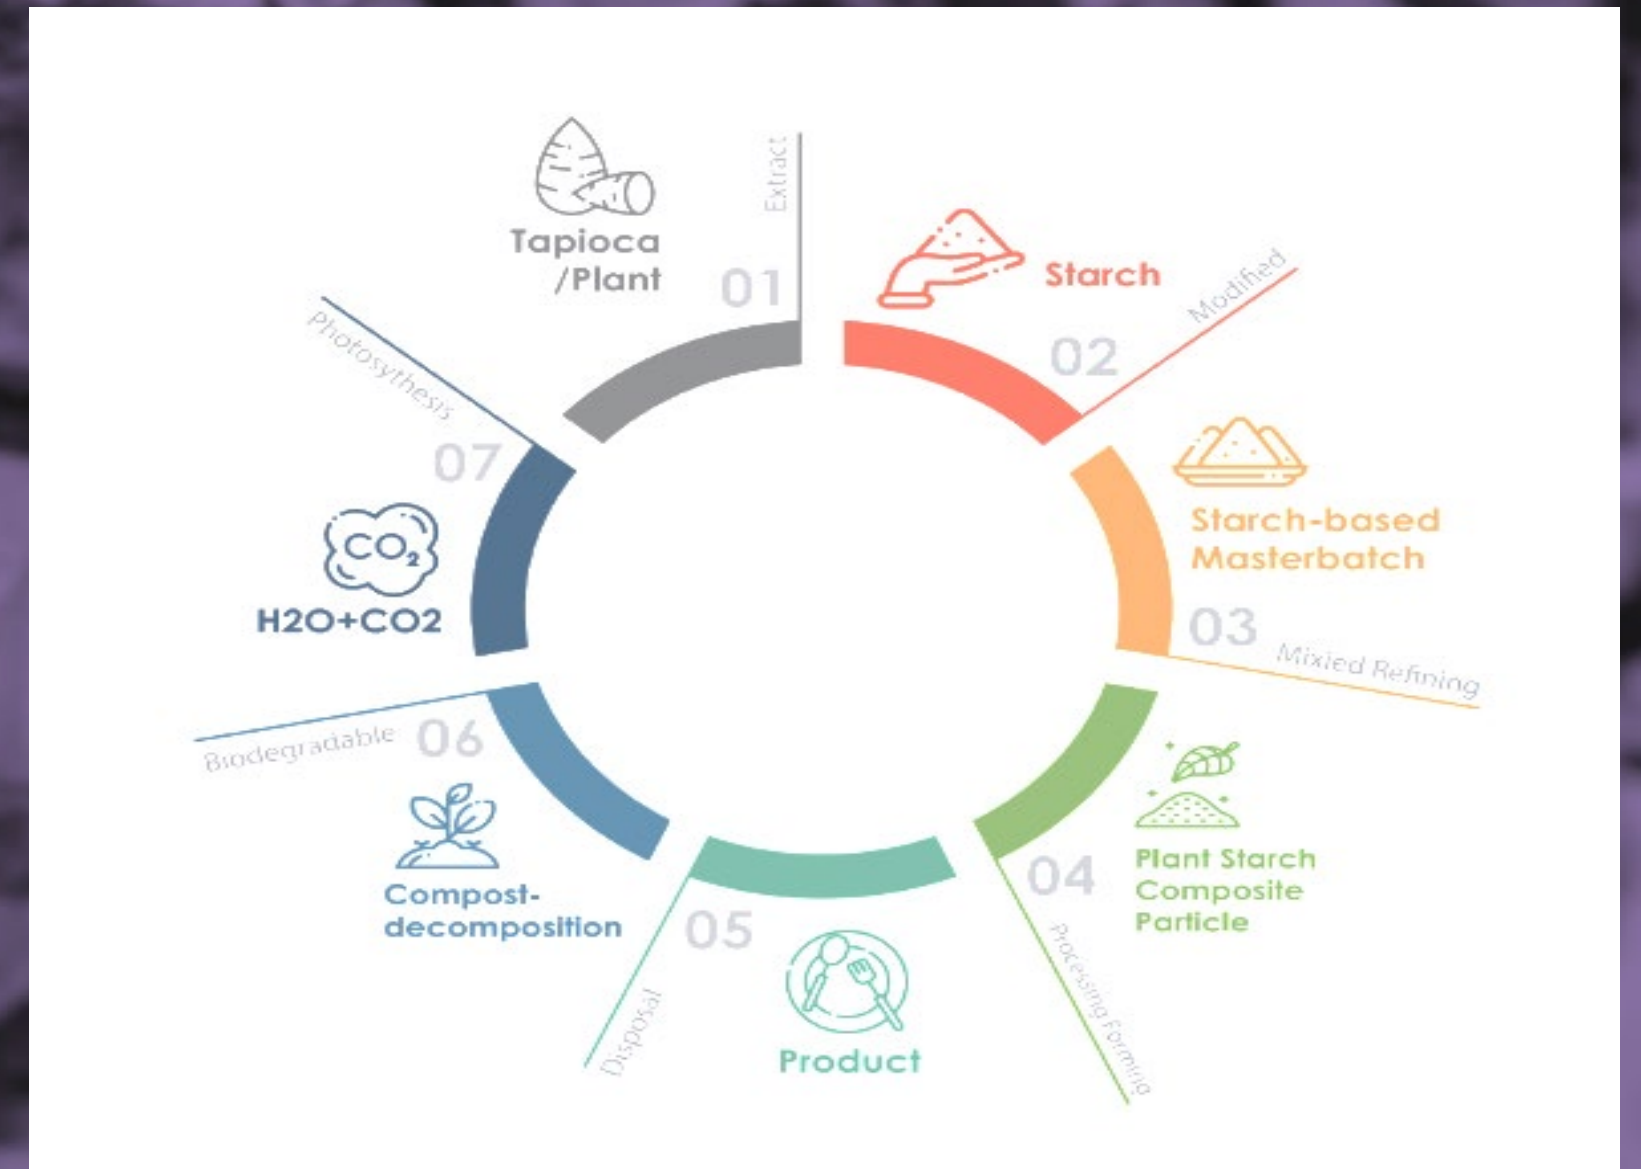 Tapioca
/Plant
01
Extract
Starch
02
Modified
Starch-based
Masterbatch
03
Mixied Refining
Plant Starch
Composite
Particle
04
Processing Forming
Product
05
Disposal
Compost-
decomposition
06
Biodegradable
CO₂
H2O+CO2
07
Photosythesis